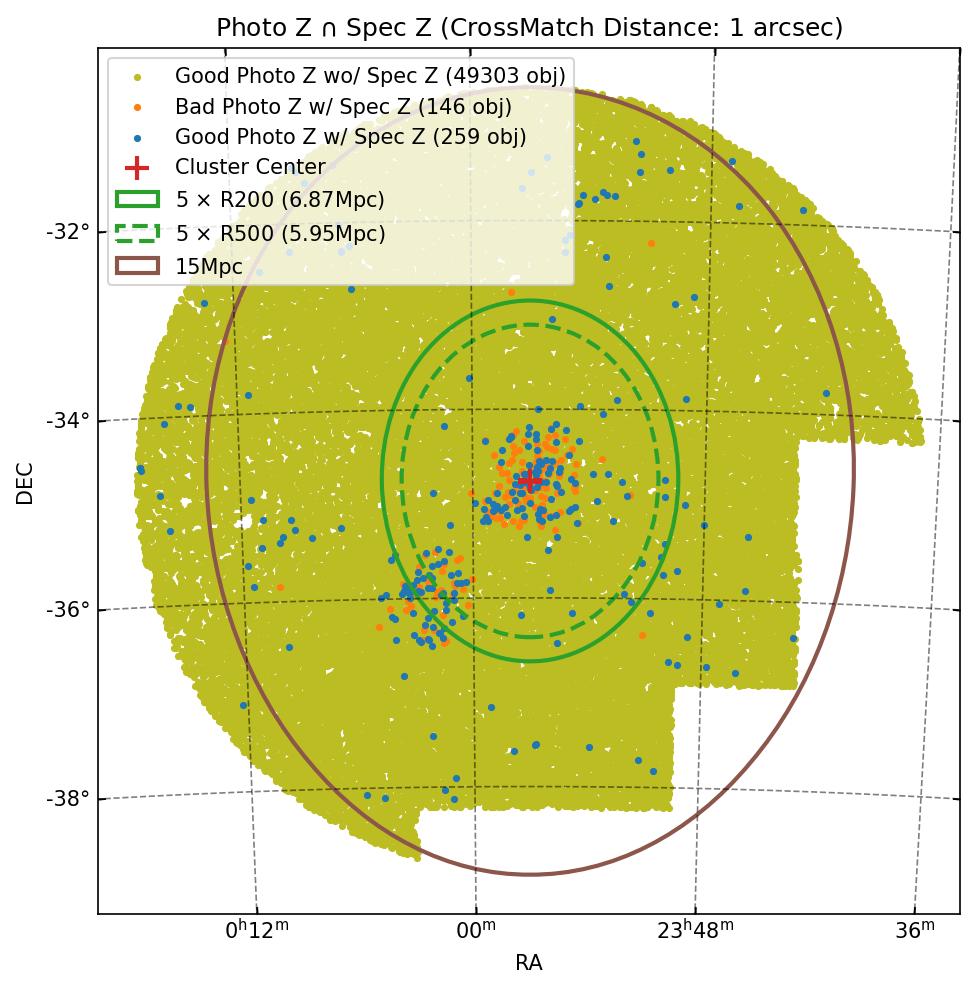 Photo Z ∩ Spec Z (CrossMatch Distance: 1 arcsec)
Good Photo Z wo/ Spec Z (49303 obj)
Bad Photo Z w/ Spec Z (146 obj)
Good Photo Z w/ Spec Z (259 obj)
Cluster Center
5 × R200 (6.87Mpc)
5 × R500 (5.95Mpc)
15Mpc
-32°
-34°
-36°
-38°
DEC
0ʰ12ᵐ
00ᵐ
23ʰ48ᵐ
36ᵐ
RA